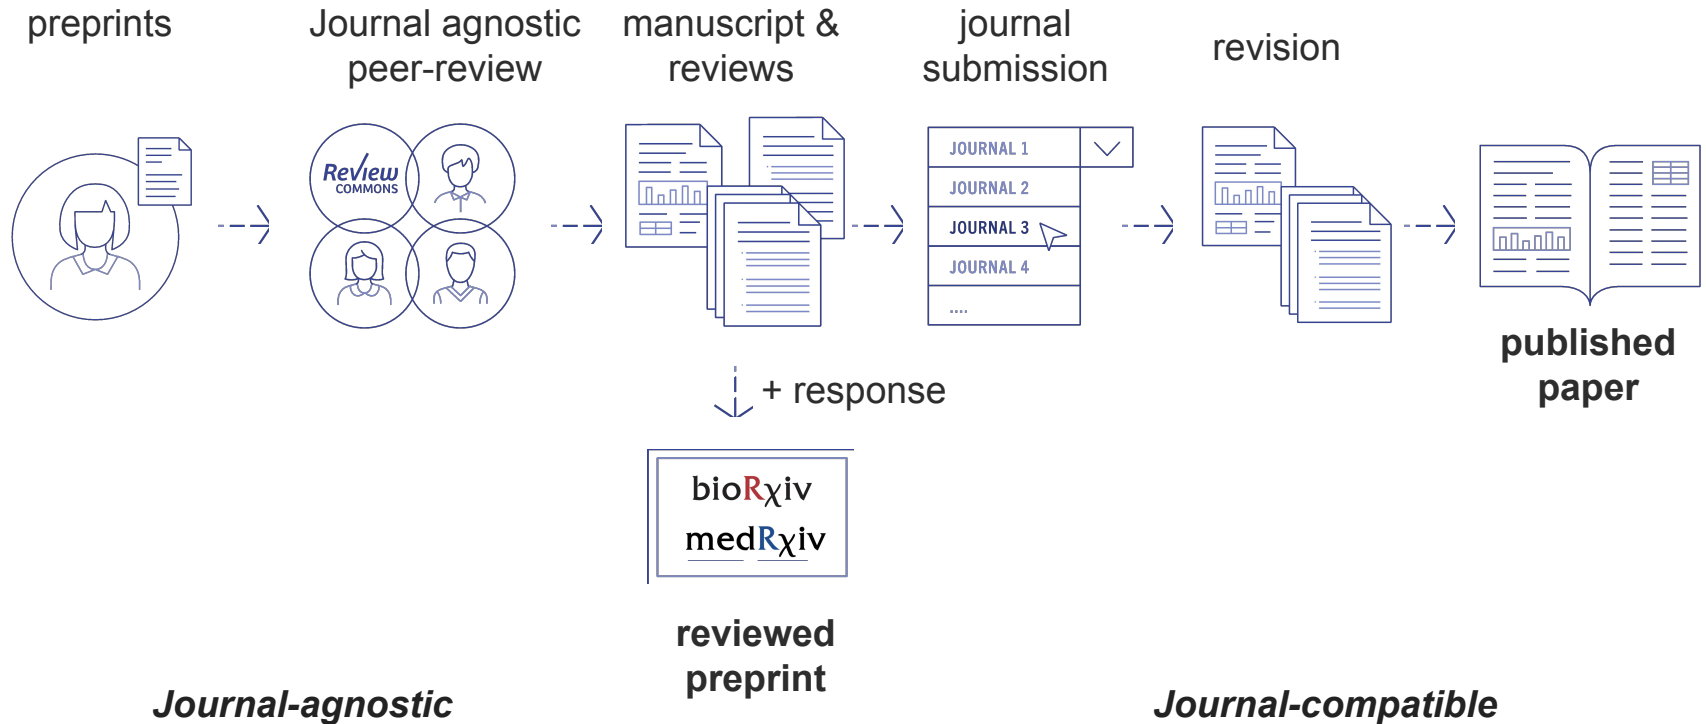 preprints
Journal agnostic
peer-review
manuscript &
reviews
journal
submission
revision
Review
COMMONS
JOURNAL 1
JOURNAL 2
JOURNAL 3
JOURNAL 4
....
published
paper
+ response
bioRχiv
medRχiv
reviewed
preprint
Journal-agnostic
Journal-compatible